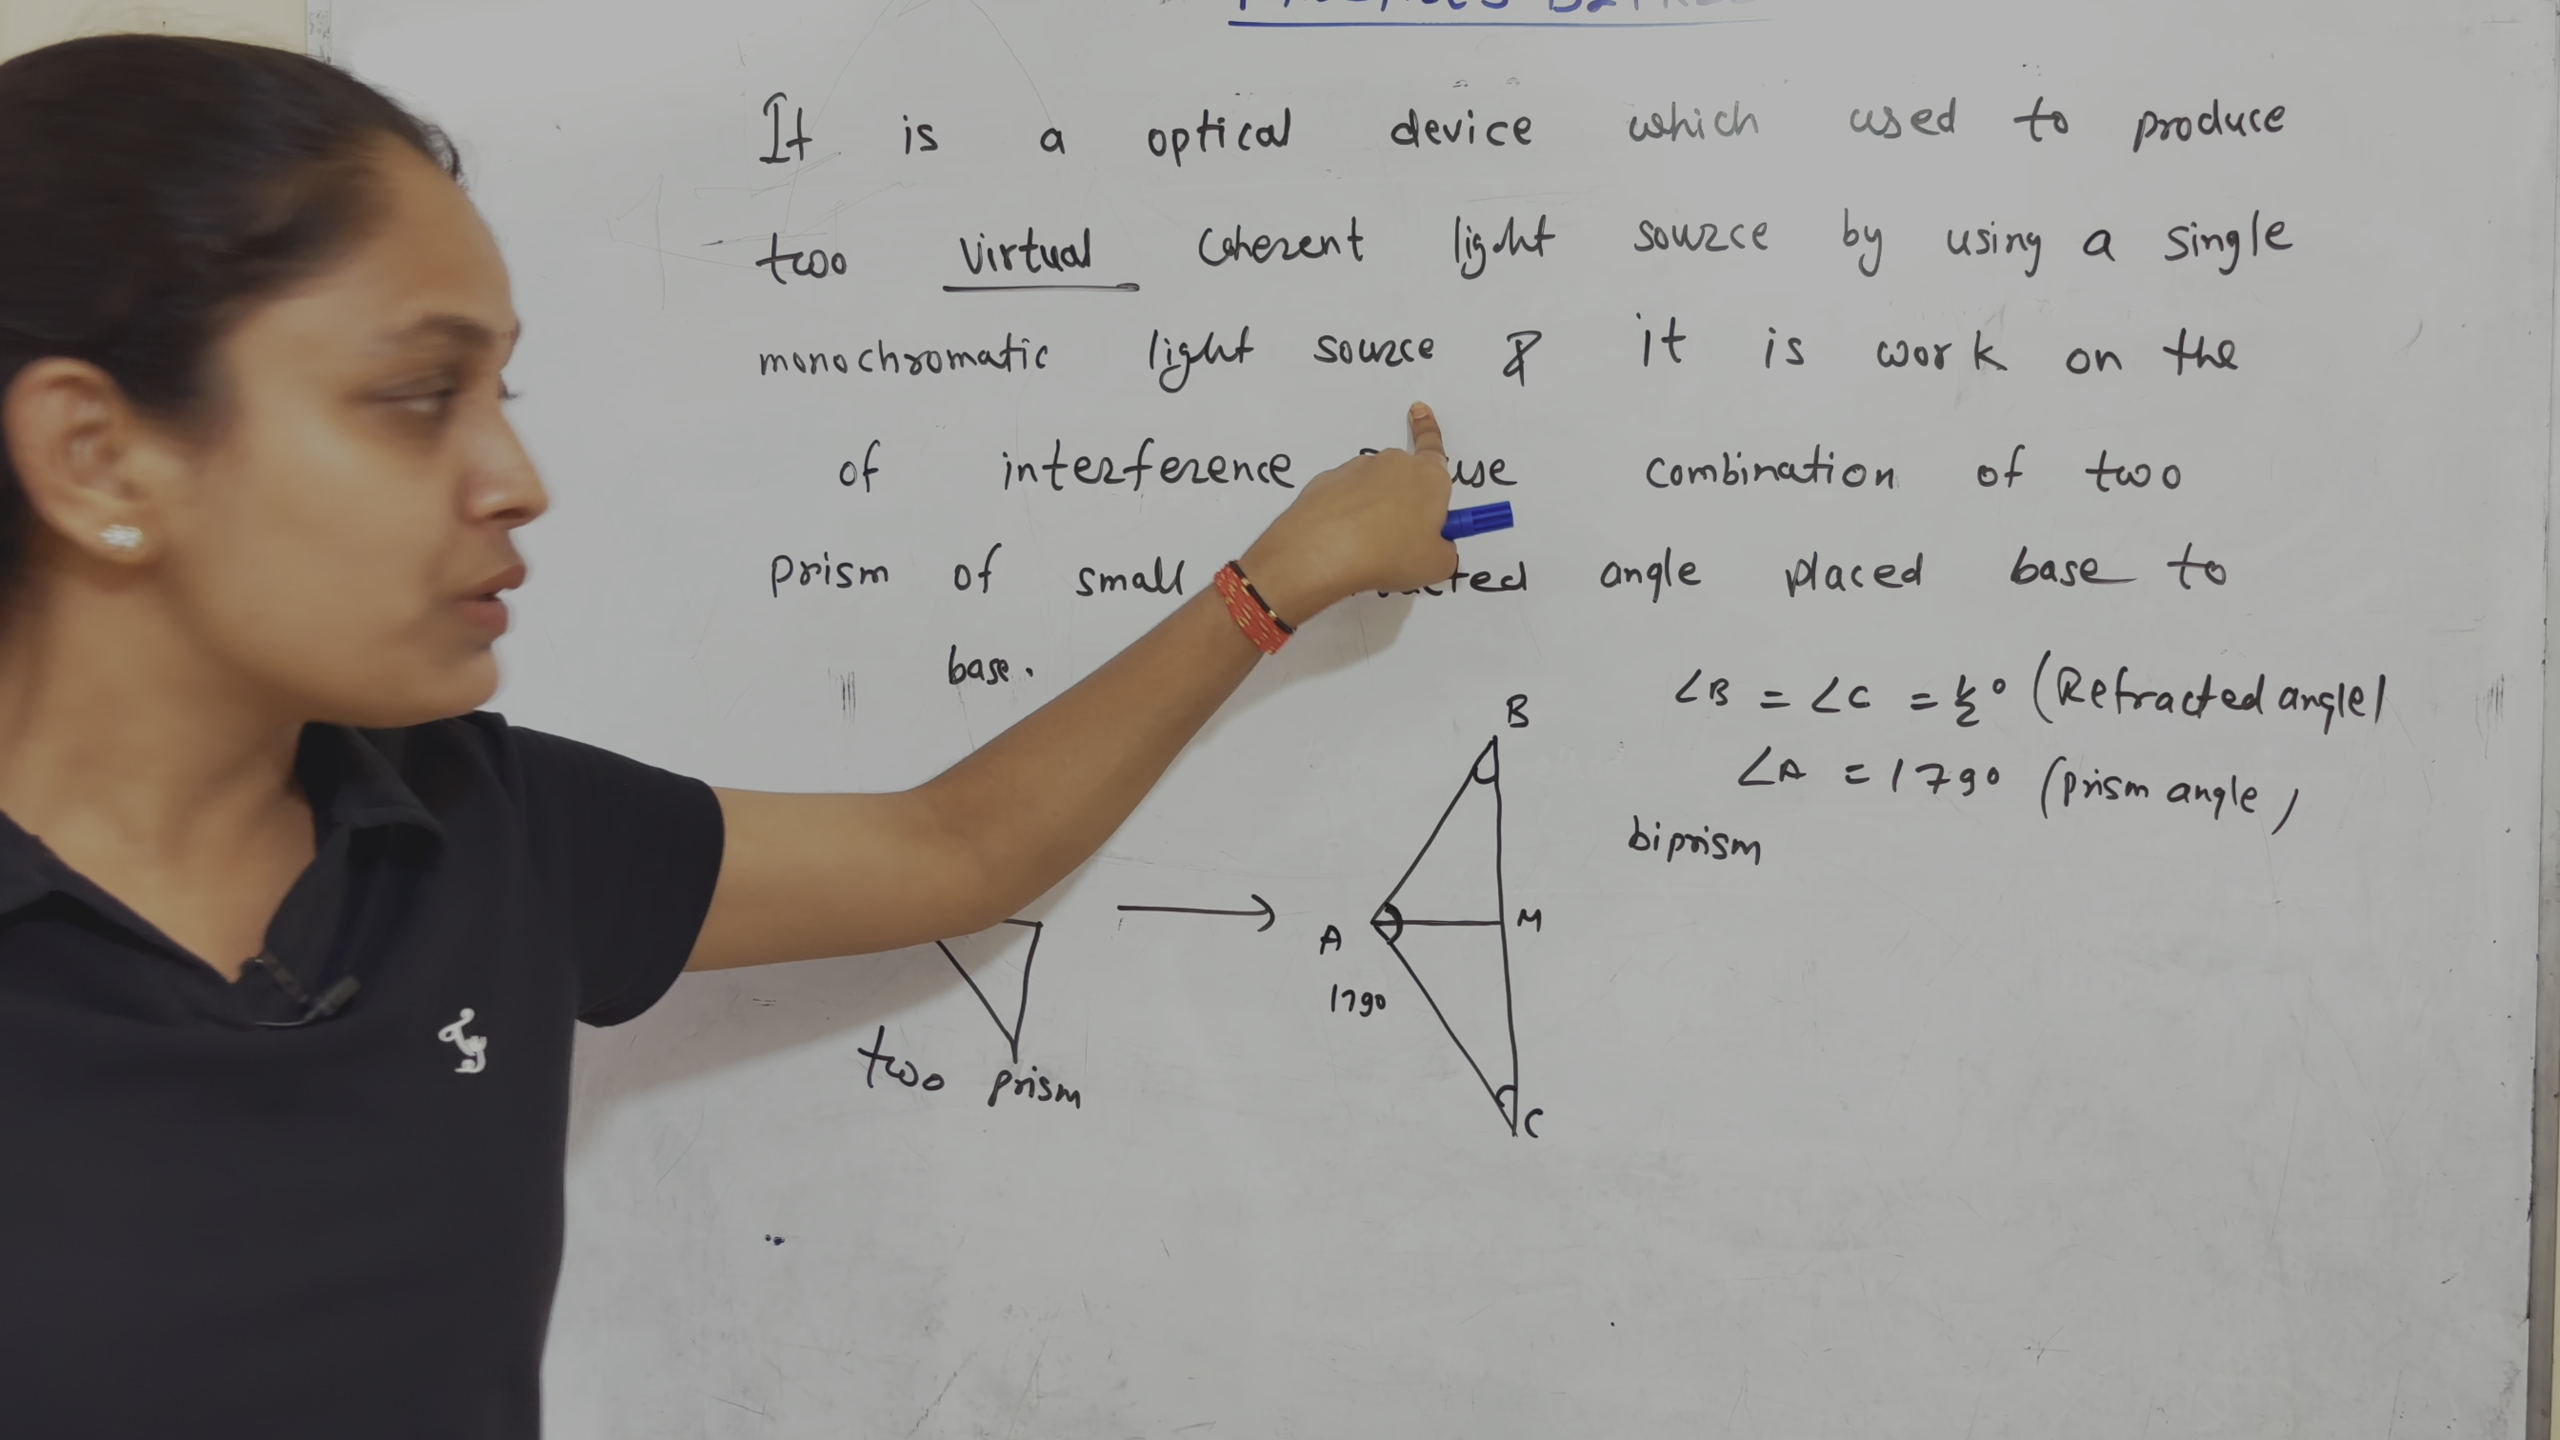 It is a optical device which used to produce
two virtual Coherent light source by using a single
monochromatic light source & it is work on the
of interference use combination of two
prism of small angle placed base to
base.
∠B = ∠C = ½° (Refracted angle)
∠A = 179° (prism angle)
biprism
B
A
M
179°
C
two prism